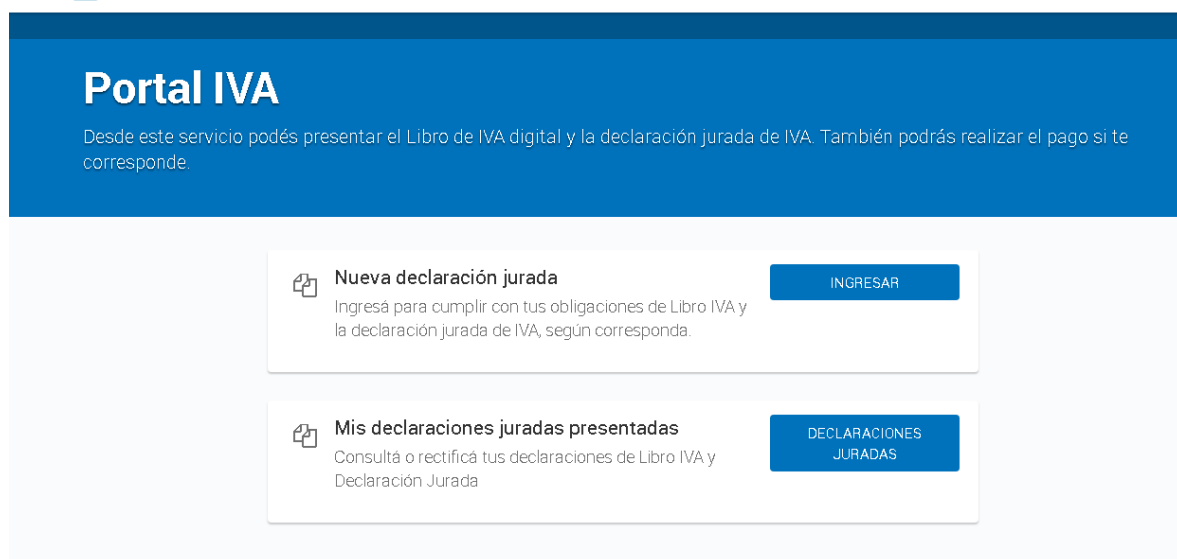 Portal IVA
Desde este servicio podés presentar el Libro de IVA digital y la declaración jurada de IVA. También podrás realizar el pago si te
corresponde.
Nueva declaración jurada
INGRESAR
Ingresá para cumplir con tus obligaciones de Libro IVA y
la declaración jurada de IVA, según corresponda.
Mis declaraciones juradas presentadas
DECLARACIONES
JURADAS
Consultá o rectificá tus declaraciones de Libro IVA y
Declaración Jurada